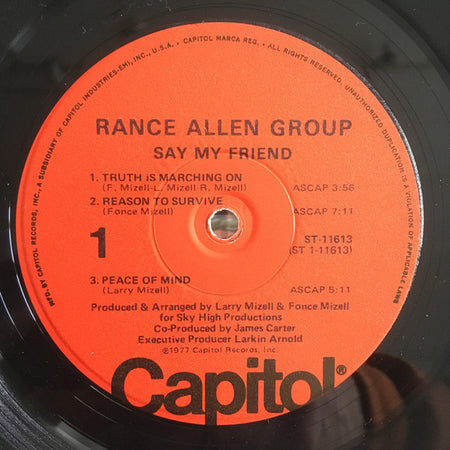 MFD. BY CAPITOL RECORDS, INC., A SUBSIDIARY OF CAPITOL INDUSTRIES-EMI, INC., U.S.A. • CAPITOL MARCA REG. • ALL RIGHTS RESERVED. UNAUTHORIZED DUPLICATION IS A VIOLATION OF APPLICABLE LAWS
RANCE ALLEN GROUP
SAY MY FRIEND
1. TRUTH iS MARCHING ON
(F. Mizell-L. Mizell-R. Mizell) ASCAP 3:56
2. REASON TO SURVIVE
(Fonce Mizell) ASCAP 7:11
1 ST-11613
(ST 1-11613)
3. PEACE OF MIND
(Larry Mizell) ASCAP 5:11
Produced & Arranged by Larry Mizell & Fonce Mizell
for Sky High Productions
Co-Produced by James Carter
Executive Producer Larkin Arnold
©1977 Capitol Records, Inc.
Capitol®